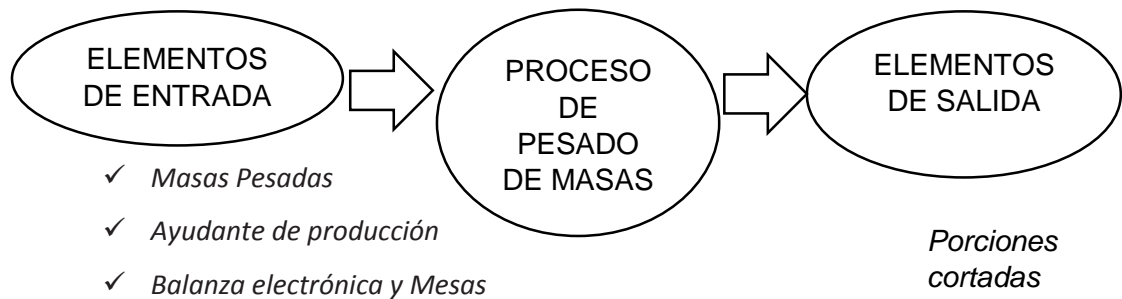 ELEMENTOS
DE ENTRADA
✓ Masas Pesadas
✓ Ayudante de producción
✓ Balanza electrónica y Mesas
PROCESO
DE
PESADO
DE MASAS
ELEMENTOS
DE SALIDA
Porciones
cortadas